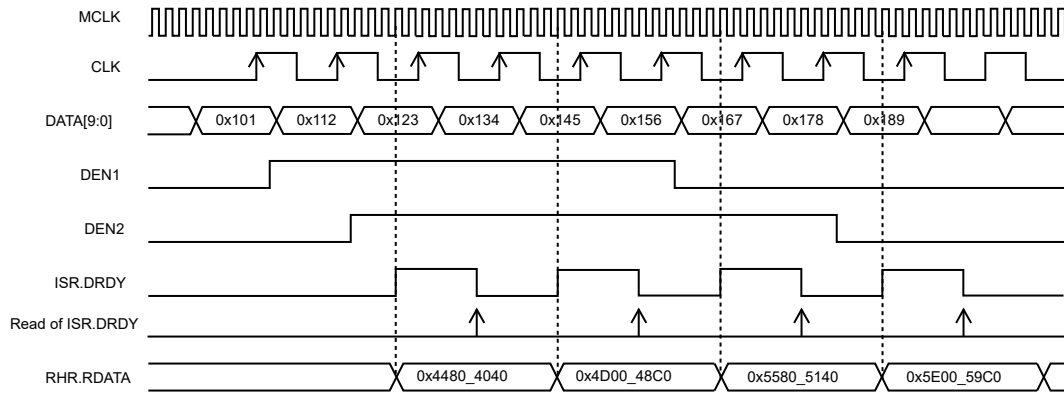 MCLK
CLK
DATA[9:0] 0x101 0x112 0x123 0x134 0x145 0x156 0x167 0x178 0x189
DEN1
DEN2
ISR.DRDY
Read of ISR.DRDY
RHR.RDATA 0x4480_4040 0x4D00_48C0 0x5580_5140 0x5E00_59C0